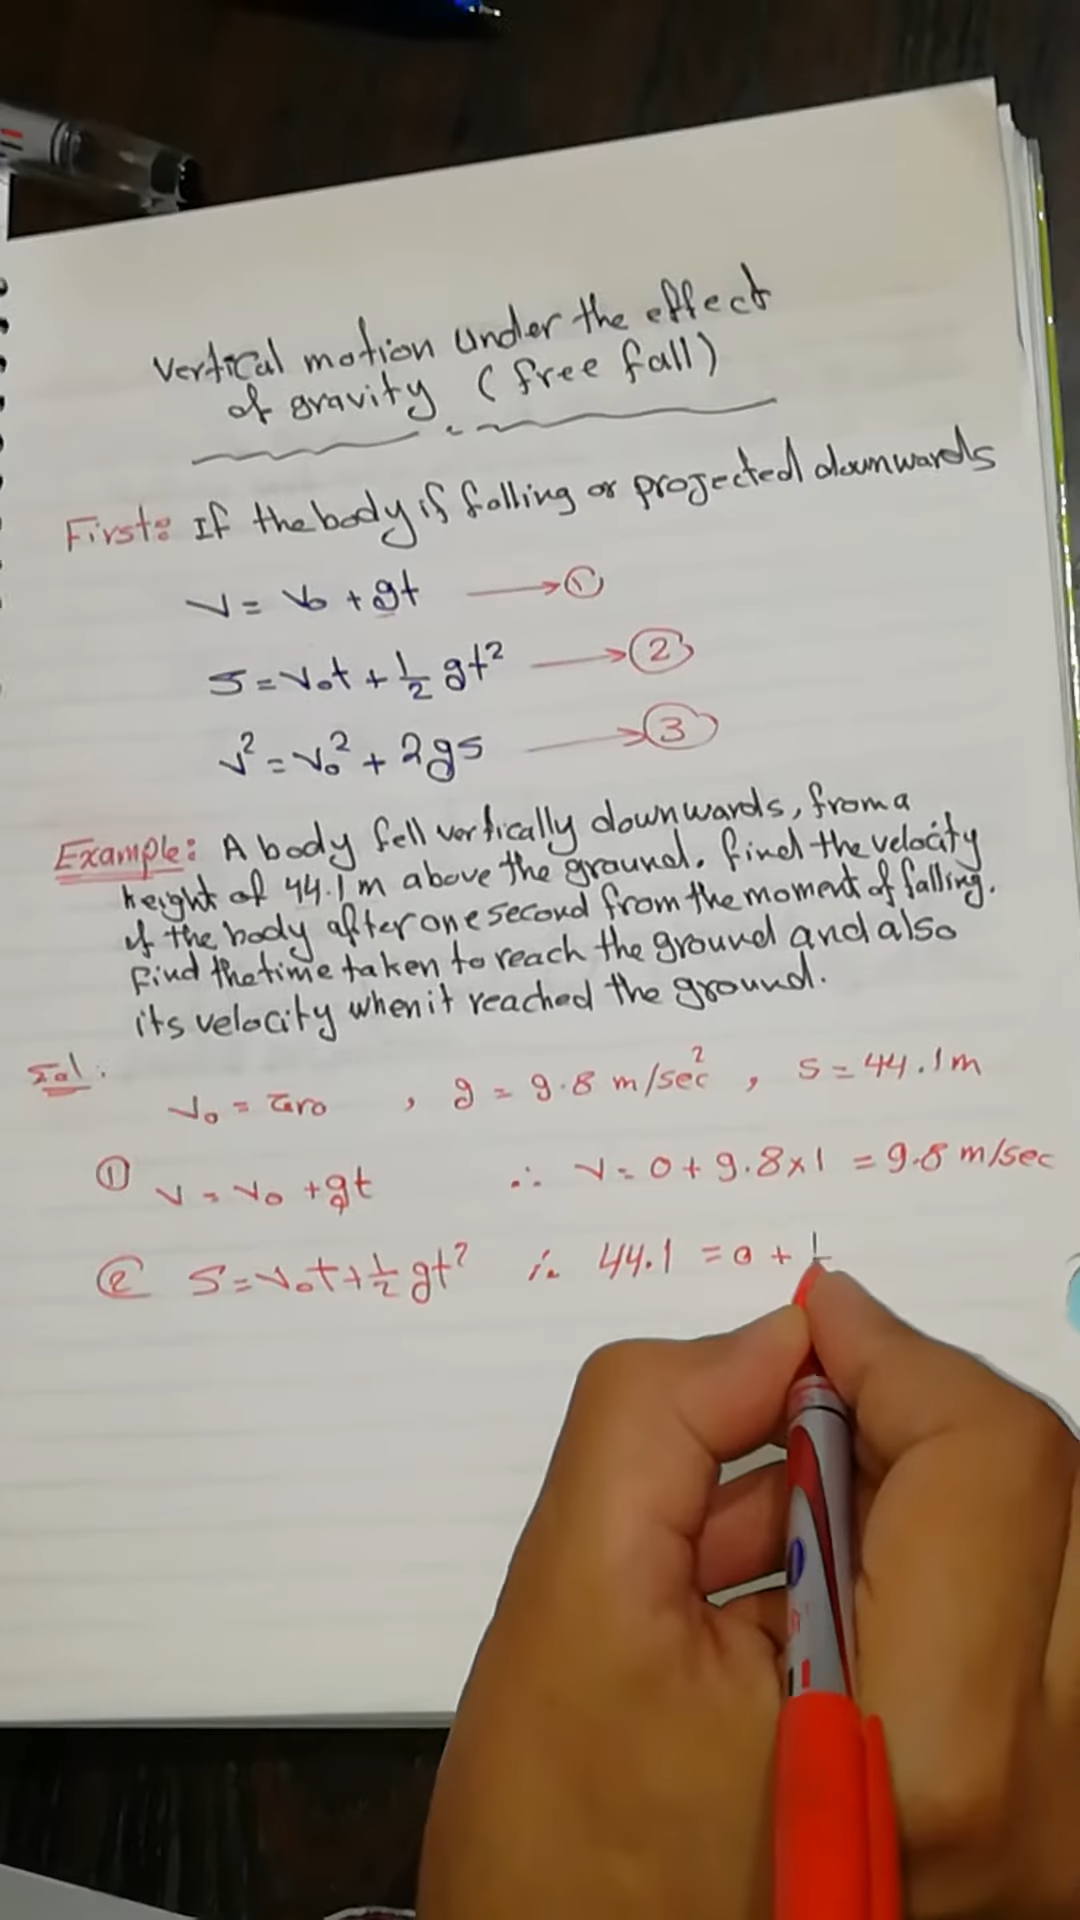 vertical motion under the effect
of gravity (free fall)
First: If the body is falling or projected downwards
v = v₀ + gt → ①
S = v₀t + ½ gt² → ②
v² = v₀² + 2gs → ③
Example: A body fell vertically downwards, from a
height of 44.1 m above the ground. find the velocity
of the body after one second from the moment of falling.
Find the time taken to reach the ground and also
its velocity when it reached the ground.
Sol:
v₀ = zero , g = 9.8 m/sec² , S = 44.1 m
① v = v₀ + gt ∴ v = 0 + 9.8 × 1 = 9.8 m/sec
② S = v₀t + ½ gt² ∴ 44.1 = 0 + 1